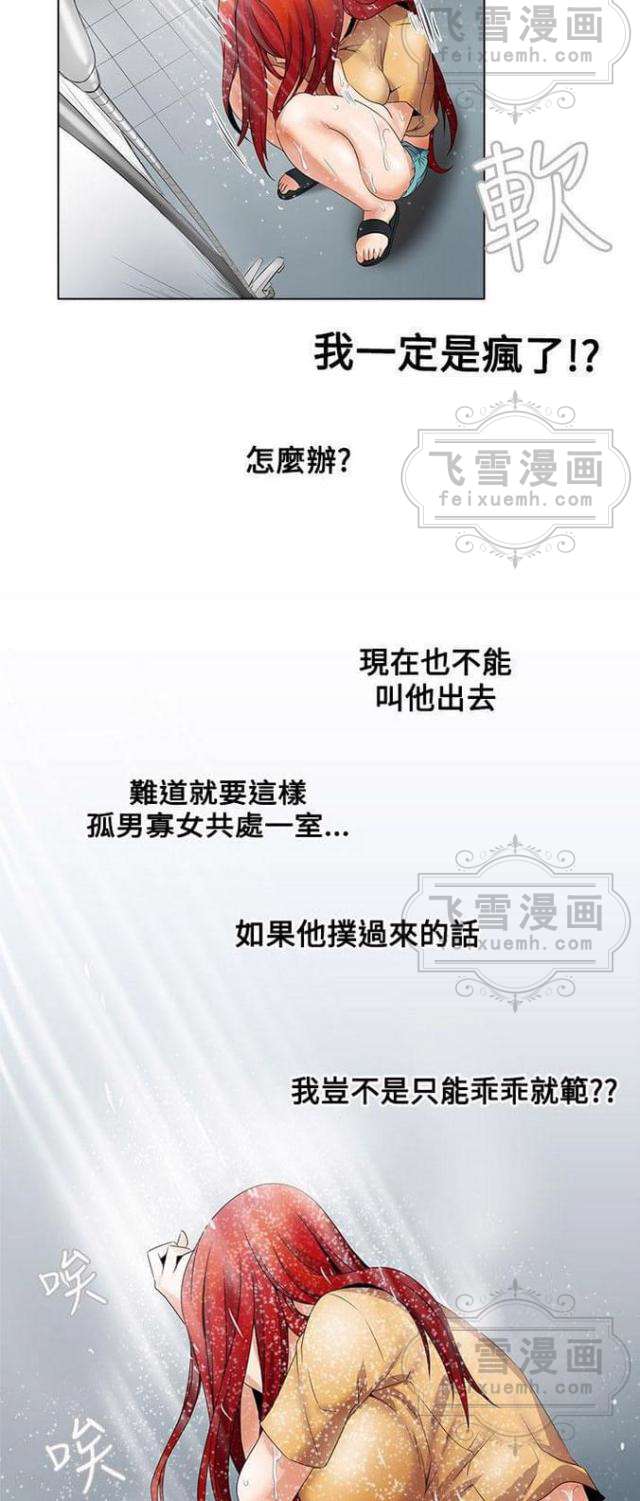 飞雪漫画
feixuemh.com
軟
我一定是瘋了!?
怎麼辦?
飞雪漫画
feixuemh.com
現在也不能
叫他出去
難道就要這樣
孤男寡女共處一室...
飞雪漫画
feixuemh.com
如果他撲過來的話
我豈不是只能乖乖就範??
唉
飞雪漫画
feixuemh.com
唉